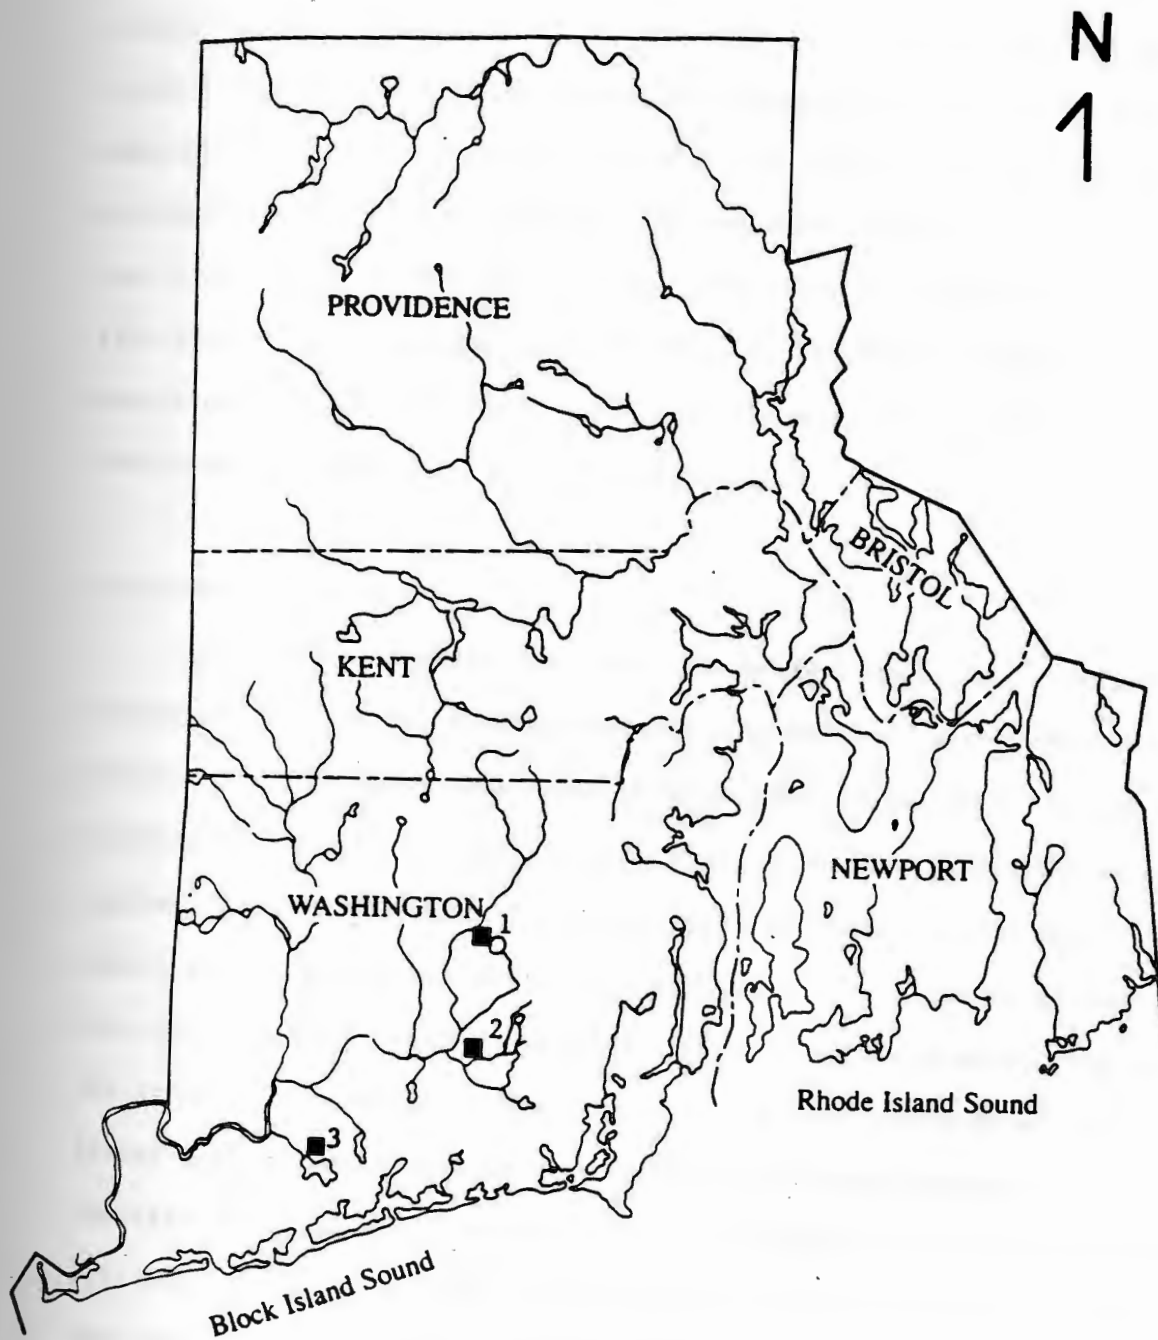 N
PROVIDENCE
BRISTOL
KENT
NEWPORT
WASHINGTON
1
2
Rhode Island Sound
3
Block Island Sound